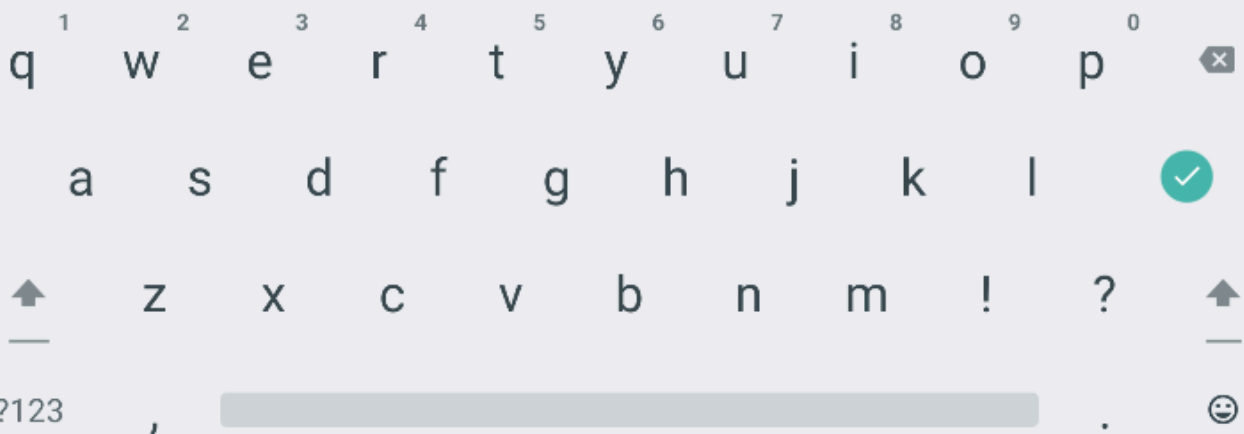 1 2 3 4 5 6 7 8 9 0
q w e r t y u i o p
a s d f g h j k l
z x c v b n m ! ?
?123 , .